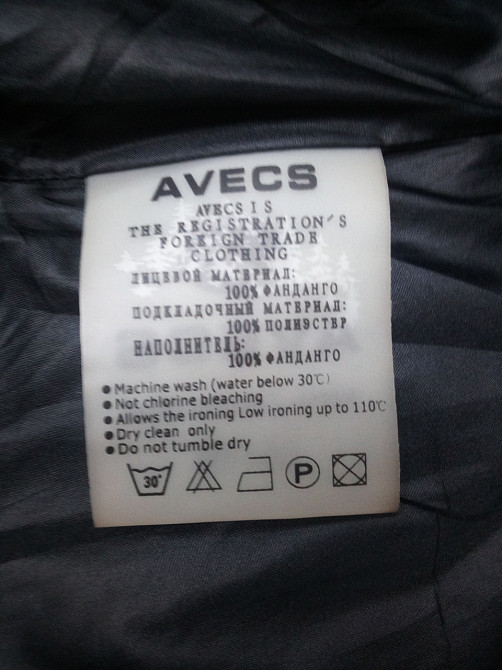 AVECS
AVECS IS
THE REGISTRATION'S
FOREIGN TRADE
CLOTHING
ЛИЦЕВОЙ МАТЕРИАЛ:
100% ФАНДАНГО
ПОДКЛАДОЧНЫЙ МАТЕРИАЛ:
100% ПОЛИЭСТЕР
НАПОЛНИТЕЛЬ:
100% ФАНДАНГО
● Machine wash (water below 30℃)
● Not chlorine bleaching
● Allows the ironing Low ironing up to 110℃
● Dry clean only
● Do not tumble dry
30° P